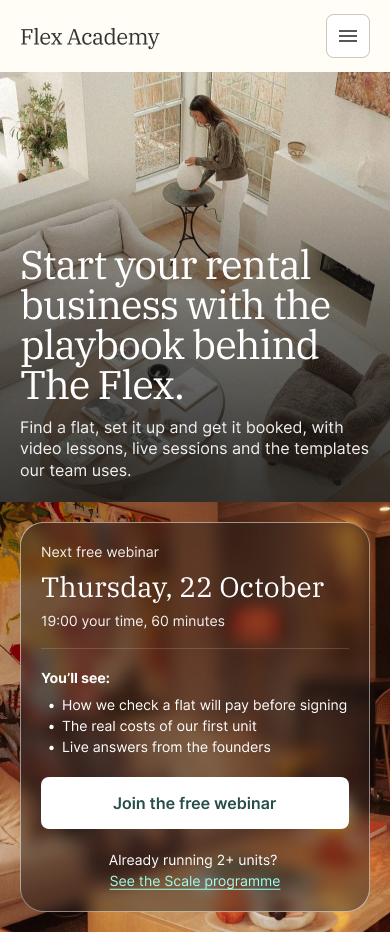 Flex Academy
Start your rental
business with the
playbook behind
The Flex.
Find a flat, set it up and get it booked, with
video lessons, live sessions and the templates
our team uses.
Next free webinar
Thursday, 22 October
19:00 your time, 60 minutes
You’ll see:
• How we check a flat will pay before signing
• The real costs of our first unit
• Live answers from the founders
Join the free webinar
Already running 2+ units?
See the Scale programme